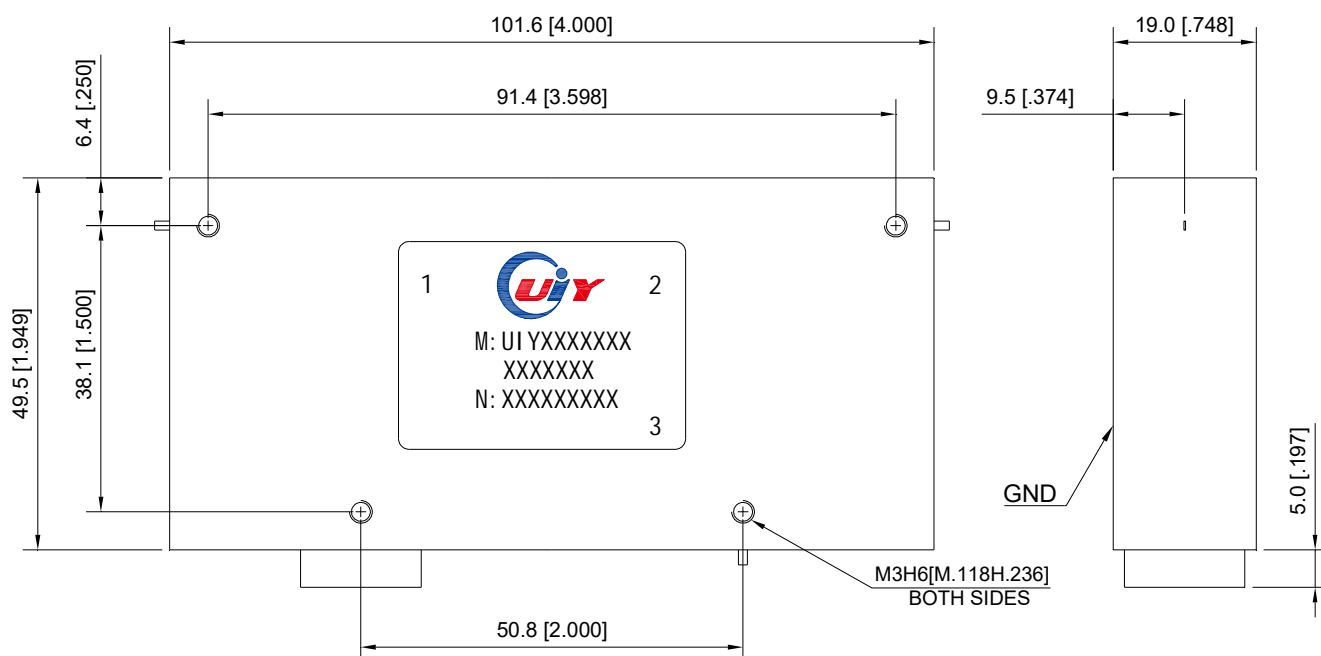 101.6 [4.000]
19.0 [.748]
91.4 [3.598]
9.5 [.374]
6.4 [.250]
49.5 [1.949]
38.1 [1.500]
1
UiY
2
M: UIYXXXXXXX
XXXXXXX
N: XXXXXXXXX
3
GND
5.0 [.197]
M3H6[M.118H.236]
BOTH SIDES
50.8 [2.000]